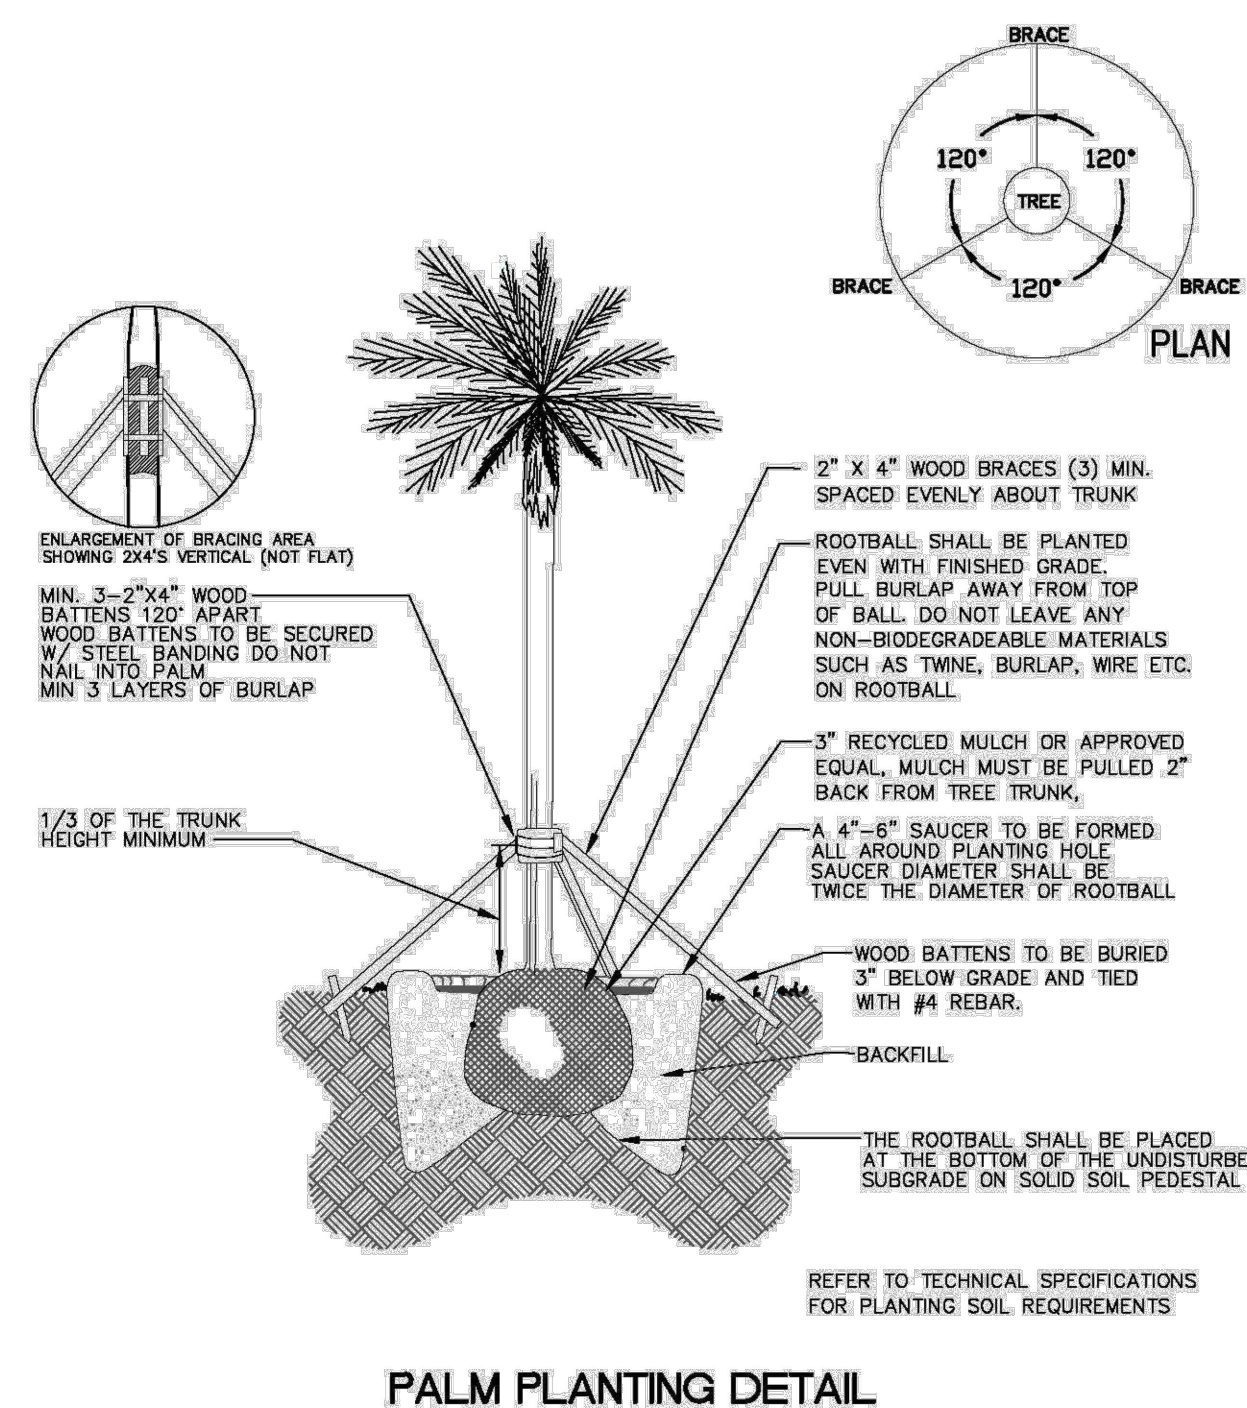 BRACE
120° 120°
TREE
BRACE 120° BRACE
PLAN
ENLARGEMENT OF BRACING AREA
SHOWING 2X4'S VERTICAL (NOT FLAT)
MIN. 3-2"X4" WOOD
BATTENS 120° APART
WOOD BATTENS TO BE SECURED
W/ STEEL BANDING DO NOT
NAIL INTO PALM
MIN 3 LAYERS OF BURLAP
1/3 OF THE TRUNK
HEIGHT MINIMUM
2" X 4" WOOD BRACES (3) MIN.
SPACED EVENLY ABOUT TRUNK
ROOTBALL SHALL BE PLANTED
EVEN WITH FINISHED GRADE.
PULL BURLAP AWAY FROM TOP
OF BALL. DO NOT LEAVE ANY
NON-BIODEGRADEABLE MATERIALS
SUCH AS TWINE, BURLAP, WIRE ETC.
ON ROOTBALL
3" RECYCLED MULCH OR APPROVED
EQUAL, MULCH MUST BE PULLED 2"
BACK FROM TREE TRUNK,
A 4"-6" SAUCER TO BE FORMED
ALL AROUND PLANTING HOLE
SAUCER DIAMETER SHALL BE
TWICE THE DIAMETER OF ROOTBALL
WOOD BATTENS TO BE BURIED
3" BELOW GRADE AND TIED
WITH #4 REBAR.
BACKFILL
THE ROOTBALL SHALL BE PLACED
AT THE BOTTOM OF THE UNDISTURBE
SUBGRADE ON SOLID SOIL PEDESTAL
REFER TO TECHNICAL SPECIFICATIONS
FOR PLANTING SOIL REQUIREMENTS
PALM PLANTING DETAIL